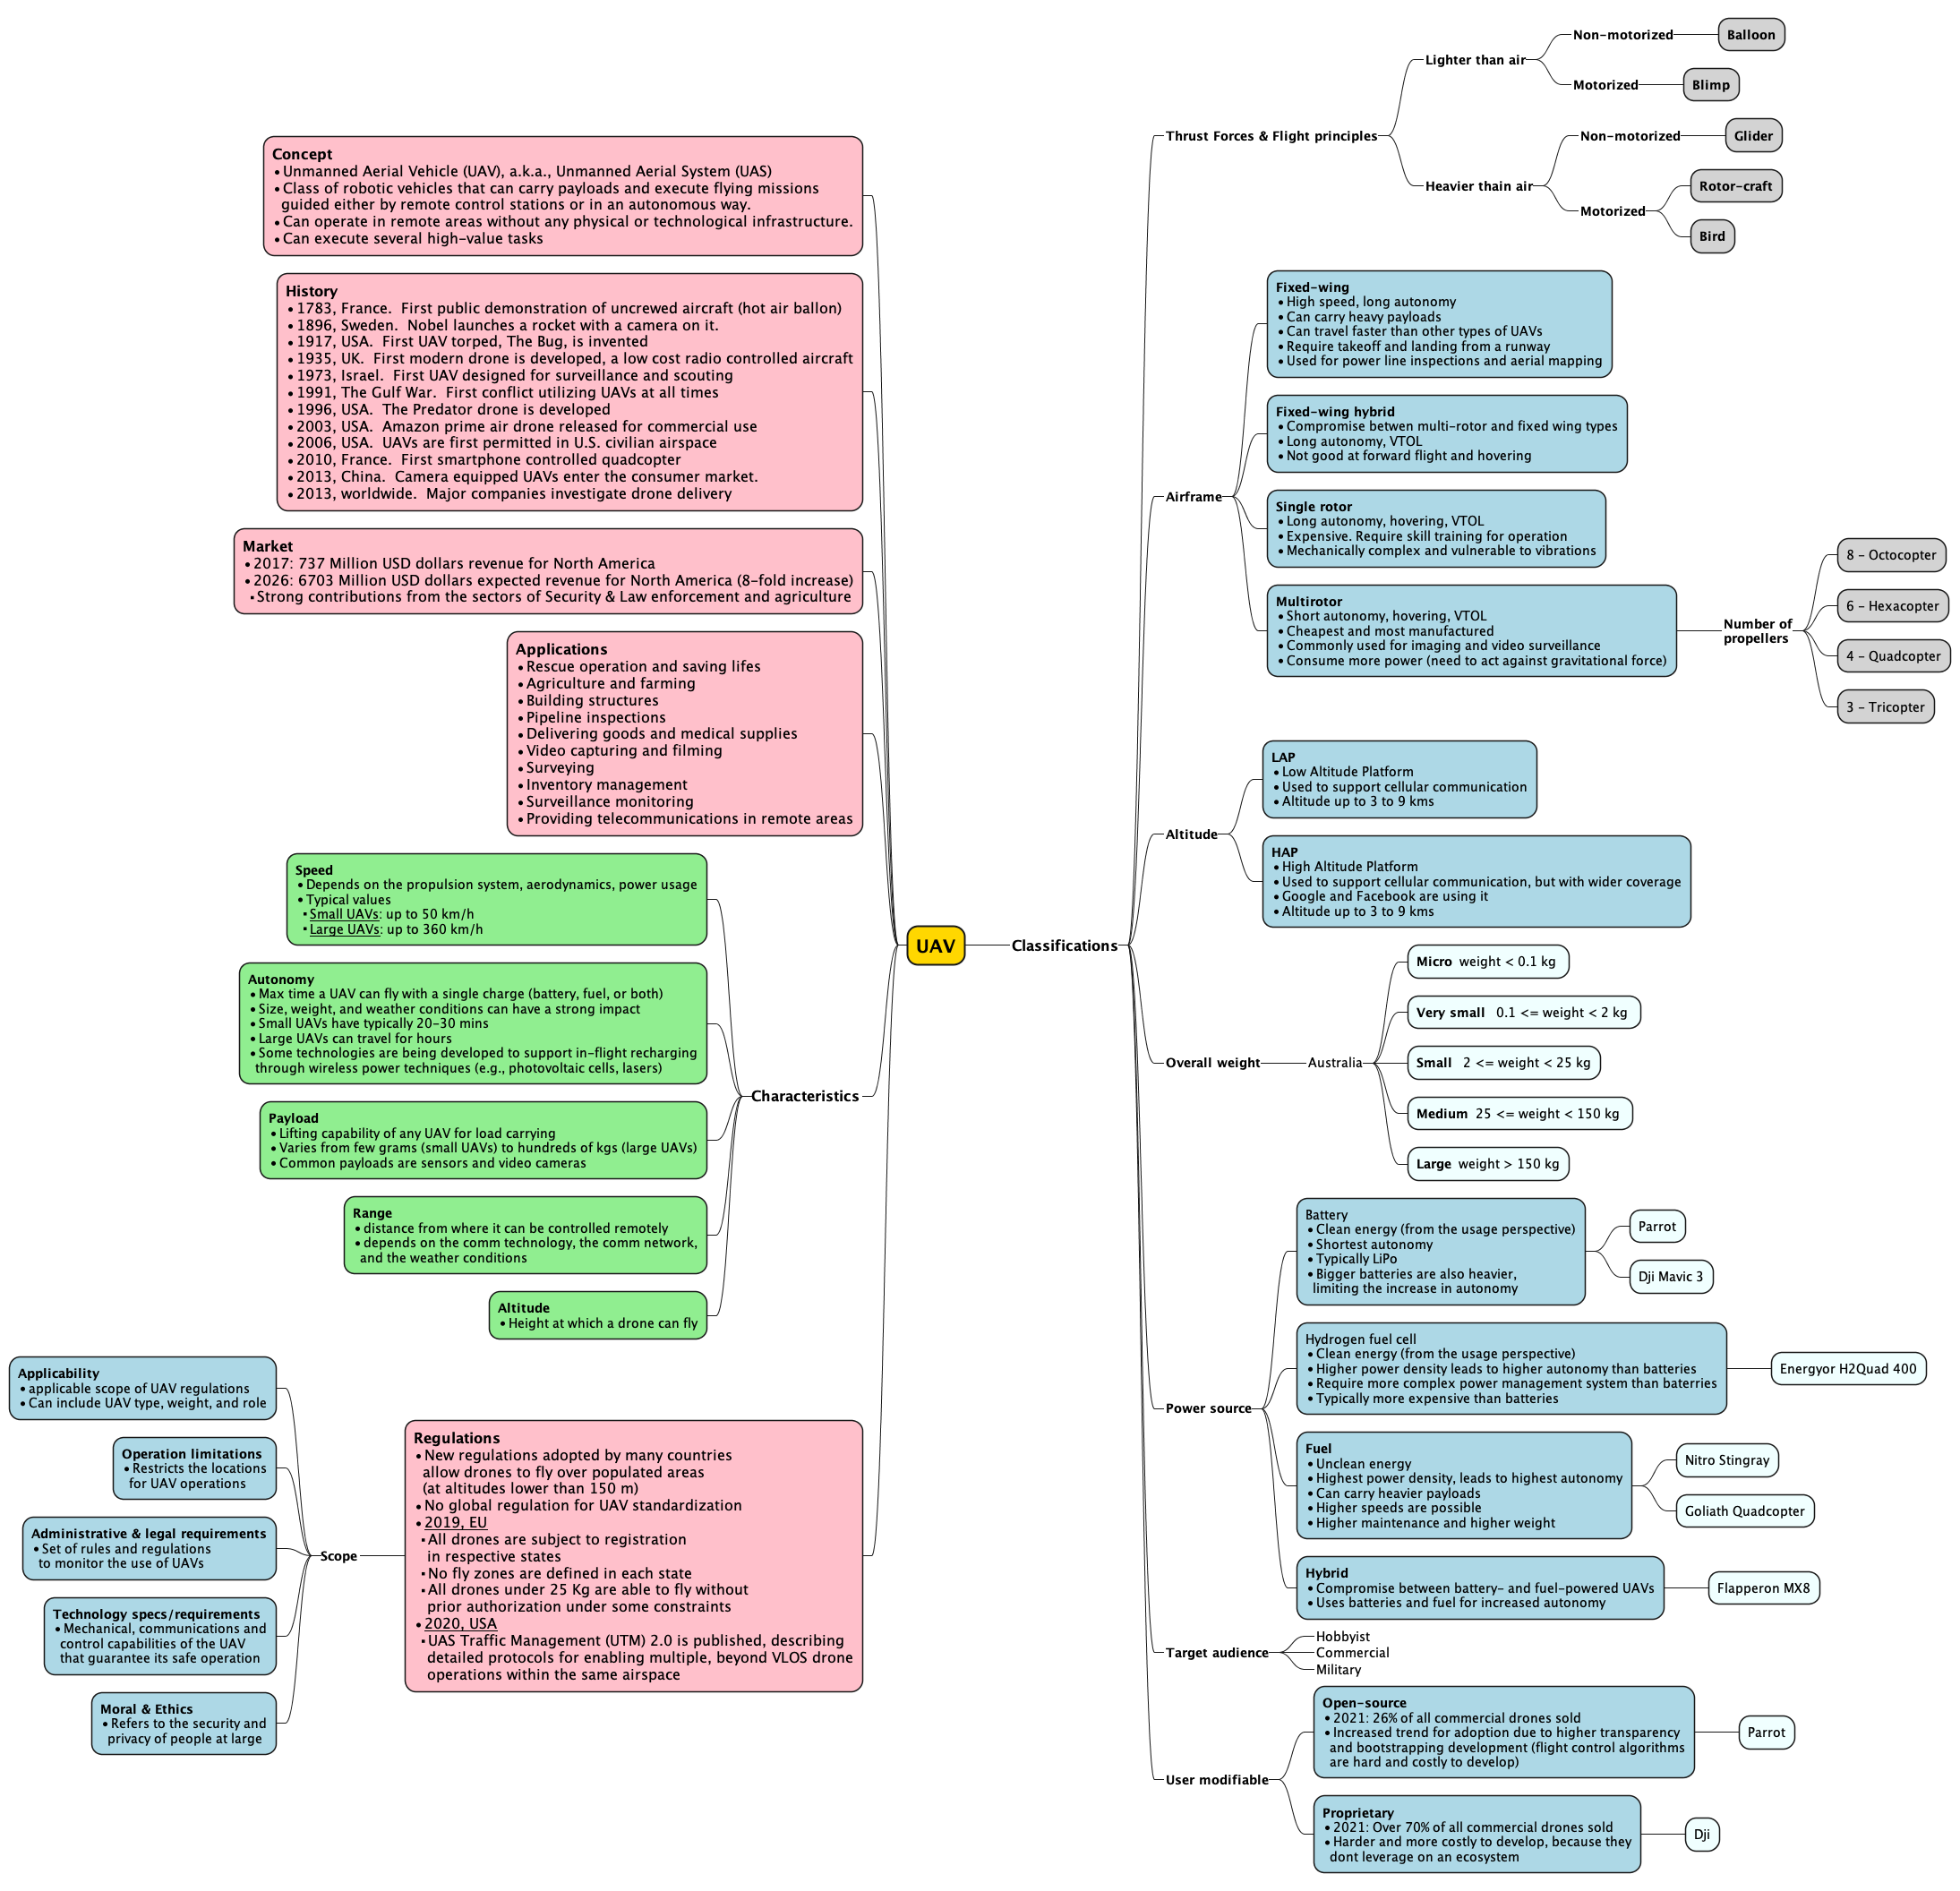 Concept
• Unmanned Aerial Vehicle (UAV), a.k.a., Unmanned Aerial System (UAS)
• Class of robotic vehicles that can carry payloads and execute flying missions
guided either by remote control stations or in an autonomous way.
• Can operate in remote areas without any physical or technological infrastructure.
• Can execute several high-value tasks
History
• 1783, France.  First public demonstration of uncrewed aircraft (hot air ballon)
• 1896, Sweden.  Nobel launches a rocket with a camera on it.
• 1917, USA.  First UAV torped, The Bug, is invented
• 1935, UK.  First modern drone is developed, a low cost radio controlled aircraft
• 1973, Israel.  First UAV designed for surveillance and scouting
• 1991, The Gulf War.  First conflict utilizing UAVs at all times
• 1996, USA.  The Predator drone is developed
• 2003, USA.  Amazon prime air drone released for commercial use
• 2006, USA.  UAVs are first permitted in U.S. civilian airspace
• 2010, France.  First smartphone controlled quadcopter
• 2013, China.  Camera equipped UAVs enter the consumer market.
• 2013, worldwide.  Major companies investigate drone delivery
Market
• 2017: 737 Million USD dollars revenue for North America
• 2026: 6703 Million USD dollars expected revenue for North America (8-fold increase)
▪ Strong contributions from the sectors of Security & Law enforcement and agriculture
Applications
• Rescue operation and saving lifes
• Agriculture and farming
• Building structures
• Pipeline inspections
• Delivering goods and medical supplies
• Video capturing and filming
• Surveying
• Inventory management
• Surveillance monitoring
• Providing telecommunications in remote areas
Speed
• Depends on the propulsion system, aerodynamics, power usage
• Typical values
▪ Small UAVs: up to 50 km/h
▪ Large UAVs: up to 360 km/h
Autonomy
• Max time a UAV can fly with a single charge (battery, fuel, or both)
• Size, weight, and weather conditions can have a strong impact
• Small UAVs have typically 20-30 mins
• Large UAVs can travel for hours
• Some technologies are being developed to support in-flight recharging
through wireless power techniques (e.g., photovoltaic cells, lasers)
Payload
• Lifting capability of any UAV for load carrying
• Varies from few grams (small UAVs) to hundreds of kgs (large UAVs)
• Common payloads are sensors and video cameras
Range
• distance from where it can be controlled remotely
• depends on the comm technology, the comm network,
and the weather conditions
Altitude
• Height at which a drone can fly
Characteristics
Applicability
• applicable scope of UAV regulations
• Can include UAV type, weight, and role
Operation limitations
• Restricts the locations
for UAV operations
Administrative & legal requirements
• Set of rules and regulations
to monitor the use of UAVs
Technology specs/requirements
• Mechanical, communications and
control capabilities of the UAV
that guarantee its safe operation
Moral & Ethics
• Refers to the security and
privacy of people at large
Scope
Regulations
• New regulations adopted by many countries
allow drones to fly over populated areas
(at altitudes lower than 150 m)
• No global regulation for UAV standardization
• 2019, EU
▪ All drones are subject to registration
in respective states
▪ No fly zones are defined in each state
▪ All drones under 25 Kg are able to fly without
prior authorization under some constraints
• 2020, USA
▪ UAS Traffic Management (UTM) 2.0 is published, describing
detailed protocols for enabling multiple, beyond VLOS drone
operations within the same airspace
UAV
Classifications
Thrust Forces & Flight principles
Lighter than air
Non-motorized
Balloon
Motorized
Blimp
Heavier thain air
Non-motorized
Glider
Motorized
Rotor-craft
Bird
Airframe
Fixed-wing
• High speed, long autonomy
• Can carry heavy payloads
• Can travel faster than other types of UAVs
• Require takeoff and landing from a runway
• Used for power line inspections and aerial mapping
Fixed-wing hybrid
• Compromise betwen multi-rotor and fixed wing types
• Long autonomy, VTOL
• Not good at forward flight and hovering
Single rotor
• Long autonomy, hovering, VTOL
• Expensive. Require skill training for operation
• Mechanically complex and vulnerable to vibrations
Multirotor
• Short autonomy, hovering, VTOL
• Cheapest and most manufactured
• Commonly used for imaging and video surveillance
• Consume more power (need to act against gravitational force)
Number of
propellers
8 - Octocopter
6 - Hexacopter
4 - Quadcopter
3 - Tricopter
Altitude
LAP
• Low Altitude Platform
• Used to support cellular communication
• Altitude up to 3 to 9 kms
HAP
• High Altitude Platform
• Used to support cellular communication, but with wider coverage
• Google and Facebook are using it
• Altitude up to 3 to 9 kms
Overall weight
Australia
Micro  weight < 0.1 kg
Very small   0.1 <= weight < 2 kg
Small   2 <= weight < 25 kg
Medium  25 <= weight < 150 kg
Large  weight > 150 kg
Power source
Battery
• Clean energy (from the usage perspective)
• Shortest autonomy
• Typically LiPo
• Bigger batteries are also heavier,
limiting the increase in autonomy
Parrot
Dji Mavic 3
Hydrogen fuel cell
• Clean energy (from the usage perspective)
• Higher power density leads to higher autonomy than batteries
• Require more complex power management system than baterries
• Typically more expensive than batteries
Energyor H2Quad 400
Fuel
• Unclean energy
• Highest power density, leads to highest autonomy
• Can carry heavier payloads
• Higher speeds are possible
• Higher maintenance and higher weight
Nitro Stingray
Goliath Quadcopter
Hybrid
• Compromise between battery- and fuel-powered UAVs
• Uses batteries and fuel for increased autonomy
Flapperon MX8
Target audience
Hobbyist
Commercial
Military
User modifiable
Open-source
• 2021: 26% of all commercial drones sold
• Increased trend for adoption due to higher transparency
and bootstrapping development (flight control algorithms
are hard and costly to develop)
Parrot
Proprietary
• 2021: Over 70% of all commercial drones sold
• Harder and more costly to develop, because they
dont leverage on an ecosystem
Dji